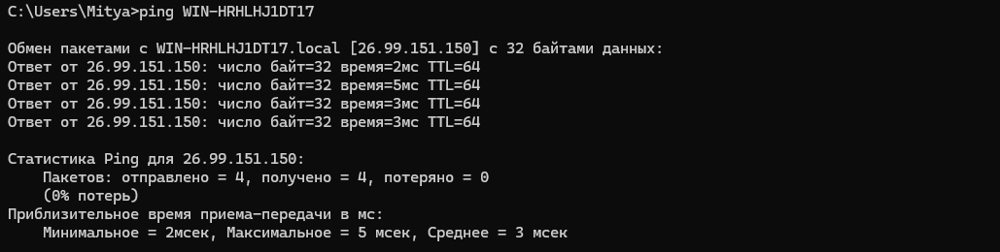 C:\Users\Mitya>ping WIN-HRHLHJ1DT17
Обмен пакетами с WIN-HRHLHJ1DT17.local [26.99.151.150] с 32 байтами данных:
Ответ от 26.99.151.150: число байт=32 время=2мс TTL=64
Ответ от 26.99.151.150: число байт=32 время=5мс TTL=64
Ответ от 26.99.151.150: число байт=32 время=3мс TTL=64
Ответ от 26.99.151.150: число байт=32 время=3мс TTL=64
Статистика Ping для 26.99.151.150:
Пакетов: отправлено = 4, получено = 4, потеряно = 0
(0% потерь)
Приблизительное время приема-передачи в мс:
Минимальное = 2мсек, Максимальное = 5 мсек, Среднее = 3 мсек